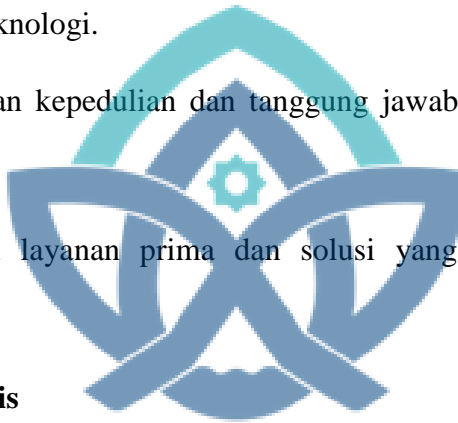 knologi.
an kepedulian dan tanggung jawab
layanan prima dan solusi yang
is